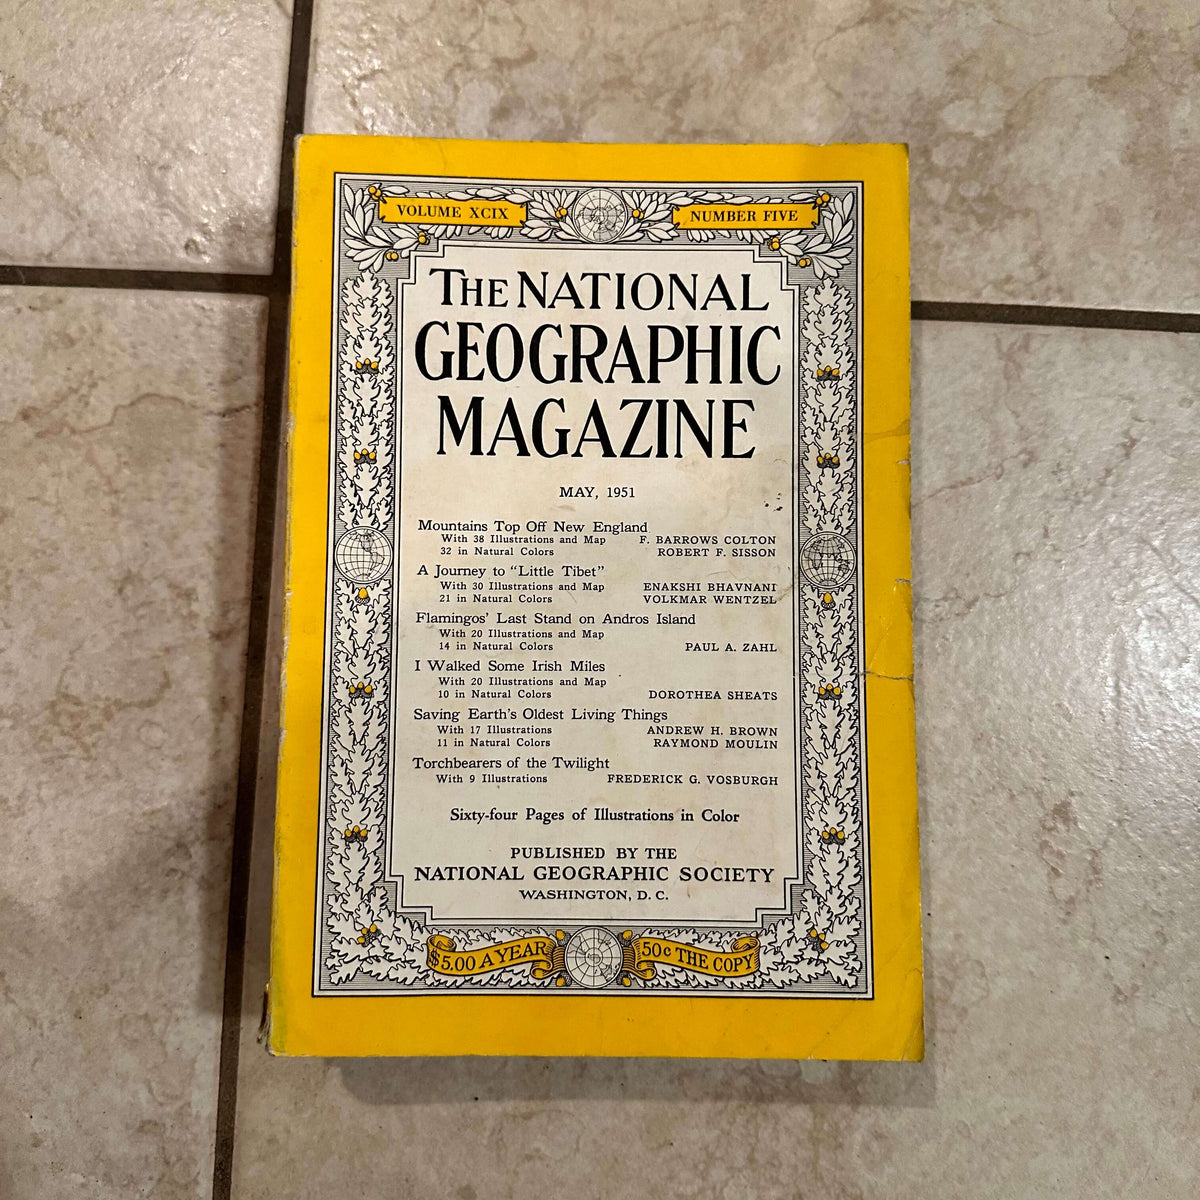 VOLUME XCIX NUMBER FIVE
THE NATIONAL
GEOGRAPHIC
MAGAZINE
MAY, 1951
Mountains Top Off New England
With 38 Illustrations and Map F. BARROWS COLTON
32 in Natural Colors ROBERT F. SISSON
A Journey to "Little Tibet"
With 30 Illustrations and Map ENAKSHI BHAVNANI
21 in Natural Colors VOLKMAR WENTZEL
Flamingos' Last Stand on Andros Island
With 20 Illustrations and Map
14 in Natural Colors PAUL A. ZAHL
I Walked Some Irish Miles
With 20 Illustrations and Map
10 in Natural Colors DOROTHEA SHEATS
Saving Earth's Oldest Living Things
With 17 Illustrations ANDREW H. BROWN
11 in Natural Colors RAYMOND MOULIN
Torchbearers of the Twilight
With 9 Illustrations FREDERICK G. VOSBURGH
Sixty-four Pages of Illustrations in Color
PUBLISHED BY THE
NATIONAL GEOGRAPHIC SOCIETY
WASHINGTON, D. C.
$5.00 A YEAR 50¢ THE COPY